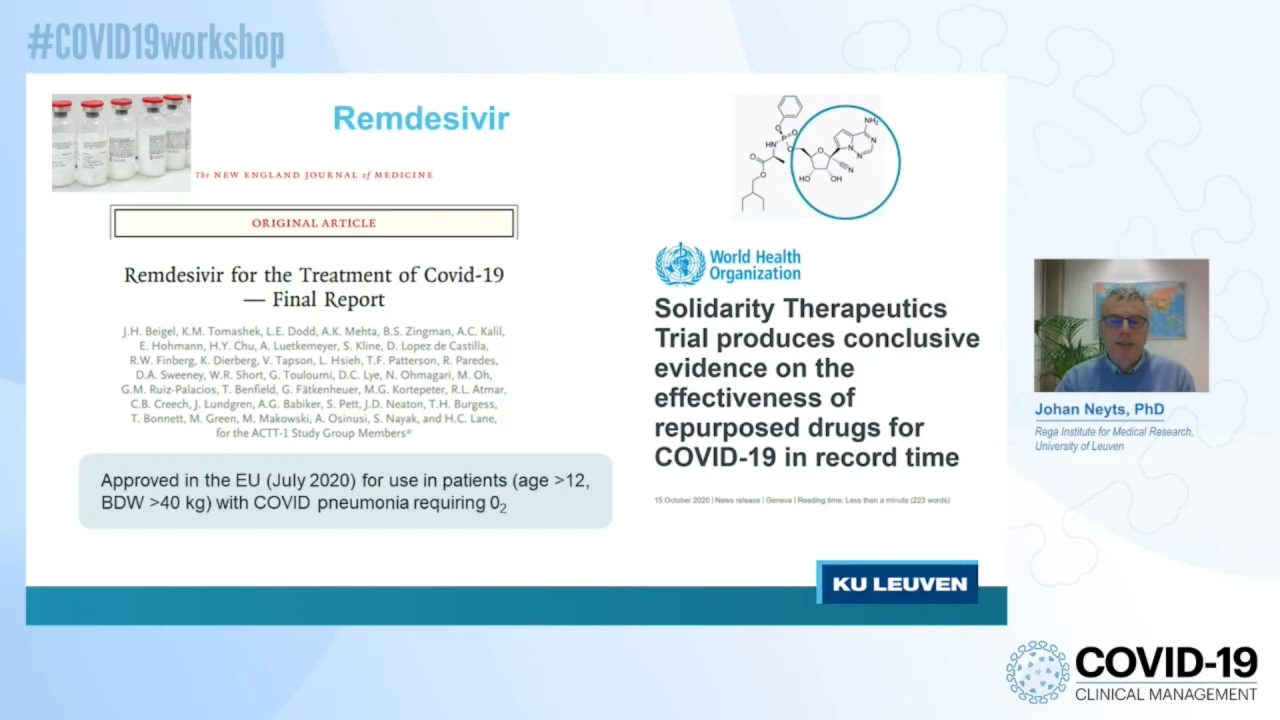 #COVID19workshop
Remdesivir
The NEW ENGLAND JOURNAL of MEDICINE
ORIGINAL ARTICLE
Remdesivir for the Treatment of Covid-19
— Final Report
J.H. Beigel, K.M. Tomashek, L.E. Dodd, A.K. Mehta, B.S. Zingman, A.C. Kalil,
E. Hohmann, H.Y. Chu, A. Luetkemeyer, S. Kline, D. Lopez de Castilla,
R.W. Finberg, K. Dierberg, V. Tapson, L. Hsieh, T.F. Patterson, R. Paredes,
D.A. Sweeney, W.R. Short, G. Touloumi, D.C. Lye, N. Ohmagari, M. Oh,
G.M. Ruiz-Palacios, T. Benfield, G. Fätkenheuer, M.G. Kortepeter, R.L. Atmar,
C.B. Creech, J. Lundgren, A.G. Babiker, S. Pett, J.D. Neaton, T.H. Burgess,
T. Bonnett, M. Green, M. Makowski, A. Osinusi, S. Nayak, and H.C. Lane,
for the ACTT-1 Study Group Members*
Approved in the EU (July 2020) for use in patients (age >12,
BDW >40 kg) with COVID pneumonia requiring 0₂
NH₂
O
P
O
HN
O
O
N
N
N
O
O
N
O
HO
OH
World Health
Organization
Solidarity Therapeutics
Trial produces conclusive
evidence on the
effectiveness of
repurposed drugs for
COVID-19 in record time
15 October 2020 | News release | Geneva | Reading time: Less than a minute (223 words)
KU LEUVEN
Johan Neyts, PhD
Rega Institute for Medical Research,
University of Leuven
COVID-19
CLINICAL MANAGEMENT